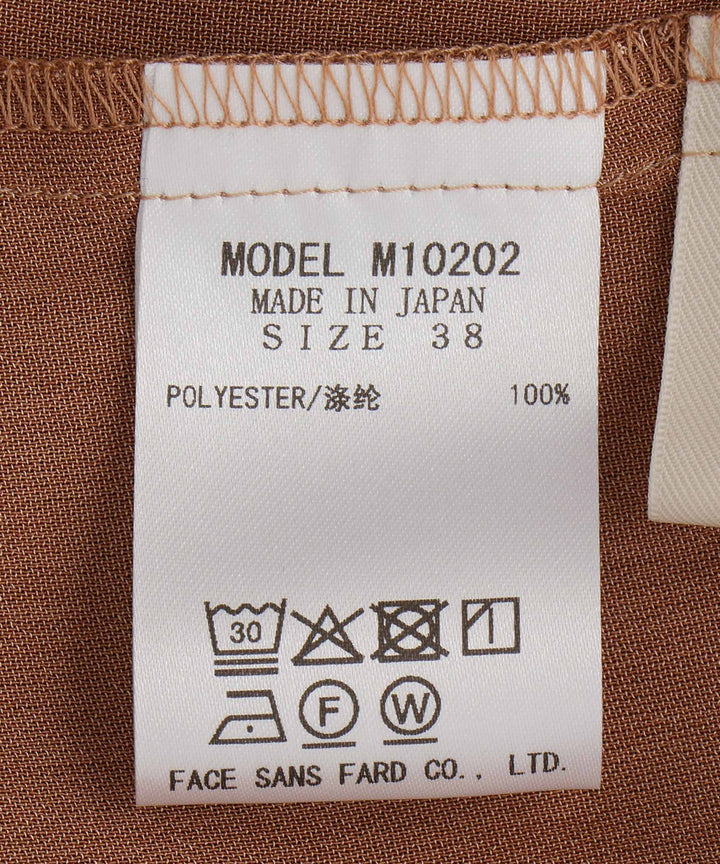 MODEL M10202
MADE IN JAPAN
SIZE 38
POLYESTER/涤纶 100%
30
F W
FACE SANS FARD CO., LTD.